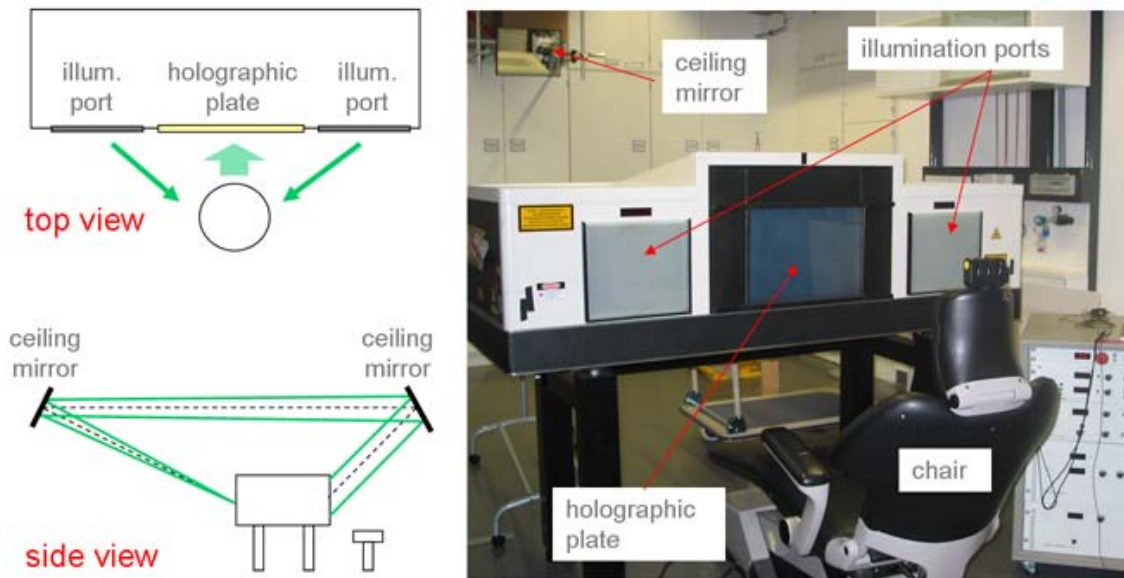 illum.
port
holographic
plate
illum.
port
top view
ceiling
mirror
ceiling
mirror
side view
ceiling
mirror
illumination ports
chair
holographic
plate